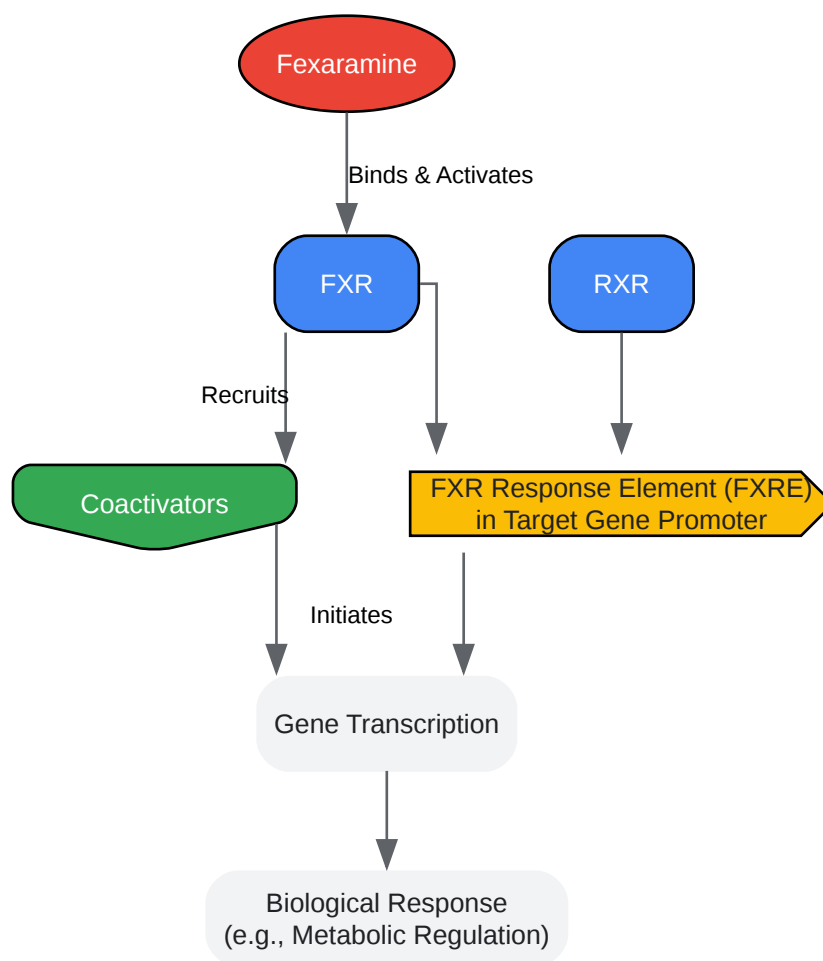 Fexaramine
Binds & Activates
FXR
RXR
Recruits
Coactivators
FXR Response Element (FXRE)
in Target Gene Promoter
Initiates
Gene Transcription
Biological Response
(e.g., Metabolic Regulation)